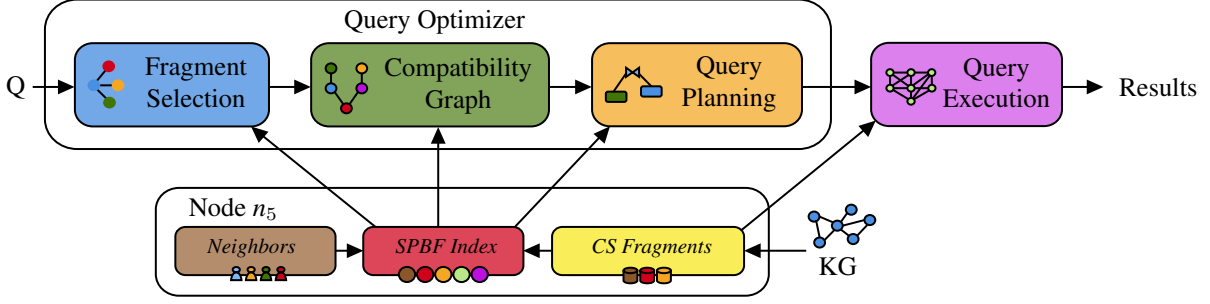 Query Optimizer
Q
Fragment
Selection
Compatibility
Graph
Query
Planning
Query
Execution
Results
Node n₅
Neighbors
SPBF Index
CS Fragments
KG